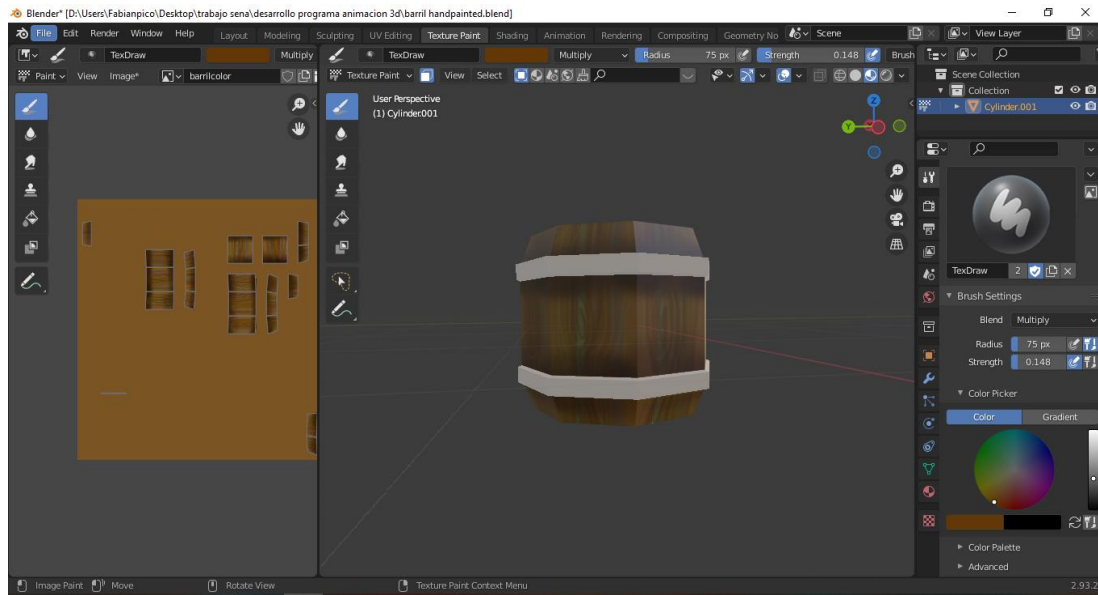 Blender* [D:\Users\Fabianpico\Desktop\trabajo sena\desarrollo programa animacion 3d\barril handpainted.blend]
File Edit Render Window Help Layout Modeling Sculpting UV Editing Texture Paint Shading Animation Rendering Compositing Geometry No Scene View Layer
TexDraw Multiply TexDraw Multiply Radius 75 px Strength 0.148 Brush
Paint View Image* barrilcolor Texture Paint View Select
Scene Collection
Collection
Cylinder.001
User Perspective
(1) Cylinder.001
Z
Y
TexDraw 2
Brush Settings
Blend Multiply
Radius 75 px
Strength 0.148
Color Picker
Color Gradient
Color Palette
Advanced
Image Paint Move Rotate View Texture Paint Context Menu 2.93.2